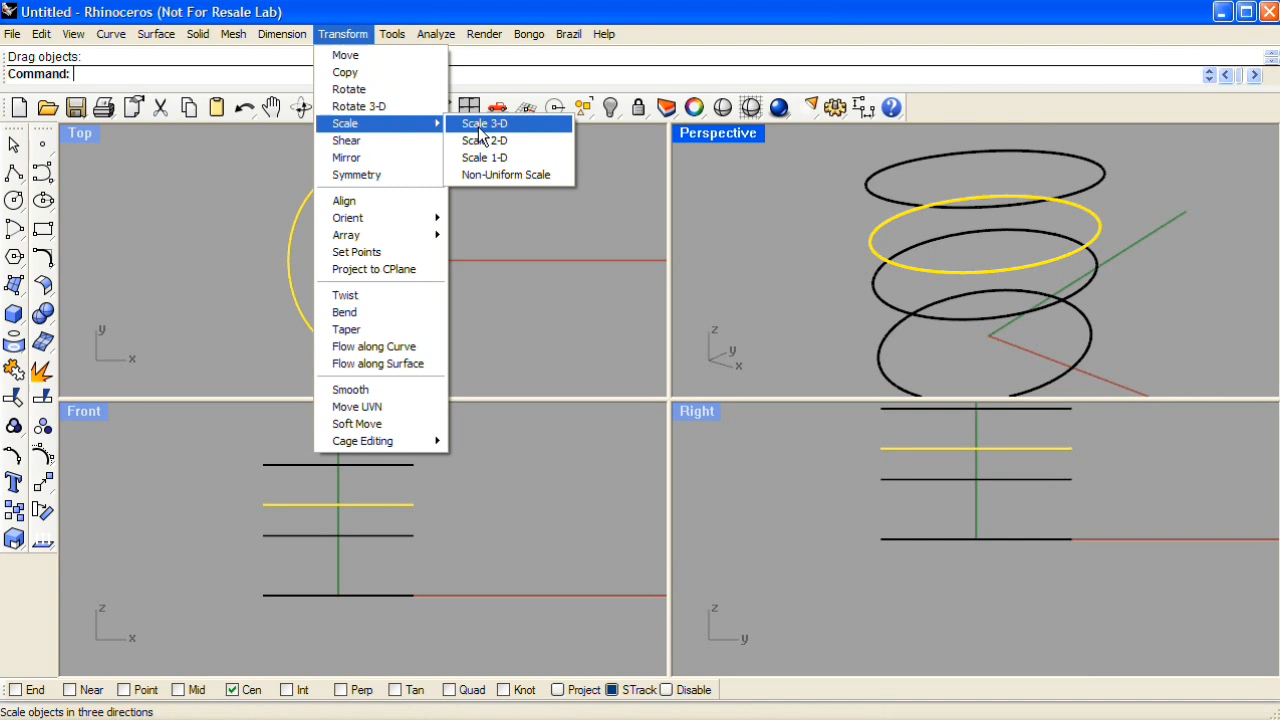 Untitled - Rhinoceros (Not For Resale Lab)
File Edit View Curve Surface Solid Mesh Dimension Transform Tools Analyze Render Bongo Brazil Help
Drag objects:
Command:
Move
Copy
Rotate
Rotate 3-D
Scale
Shear
Mirror
Symmetry
Align
Orient
Array
Set Points
Project to CPlane
Twist
Bend
Taper
Flow along Curve
Flow along Surface
Smooth
Move UVN
Soft Move
Cage Editing
Scale 3-D
Scale 2-D
Scale 1-D
Non-Uniform Scale
Top
y
x
Perspective
z
y
x
Front
z
x
Right
z
y
End Near Point Mid Cen Int Perp Tan Quad Knot Project STrack Disable
Scale objects in three directions